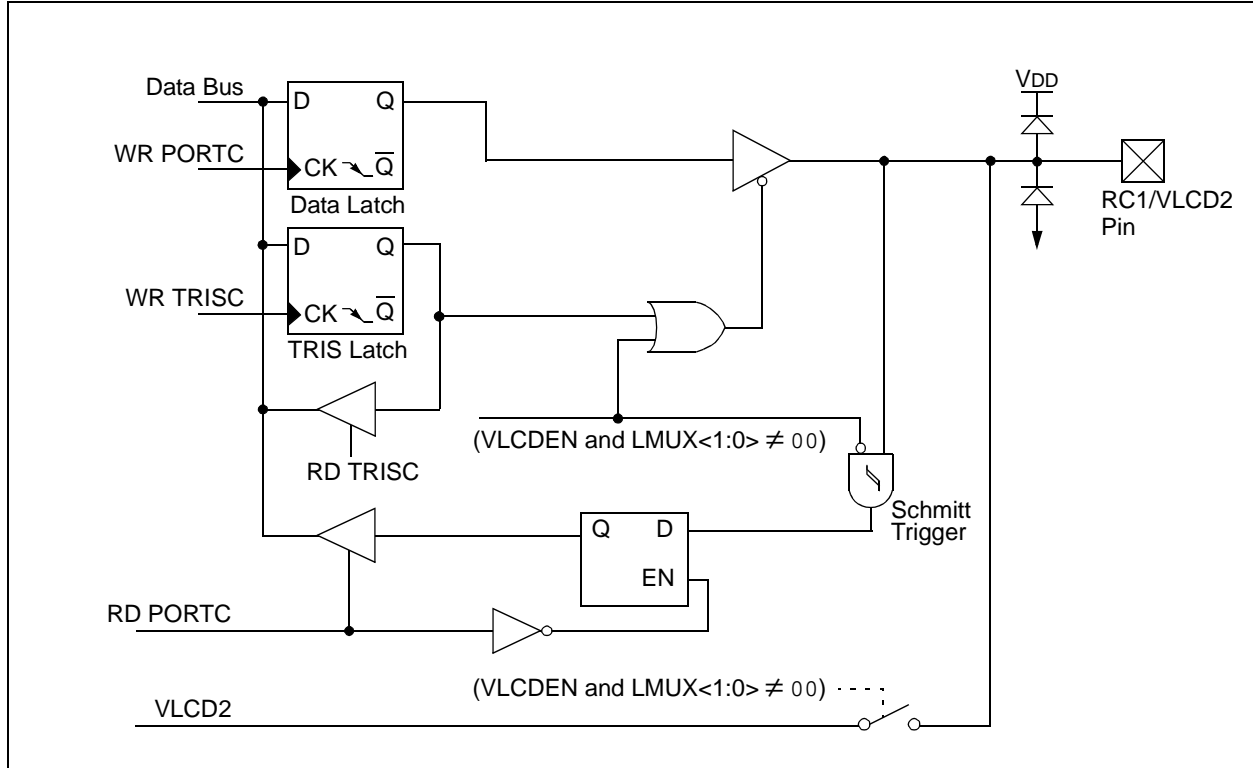 Data Bus
D Q
VDD
WR PORTC
CK Q̅
Data Latch
RC1/VLCD2
Pin
D Q
WR TRISC
CK Q̅
TRIS Latch
(VLCDEN and LMUX<1:0> ≠ 00)
RD TRISC
Schmitt
Trigger
Q D
EN
RD PORTC
(VLCDEN and LMUX<1:0> ≠ 00)
VLCD2